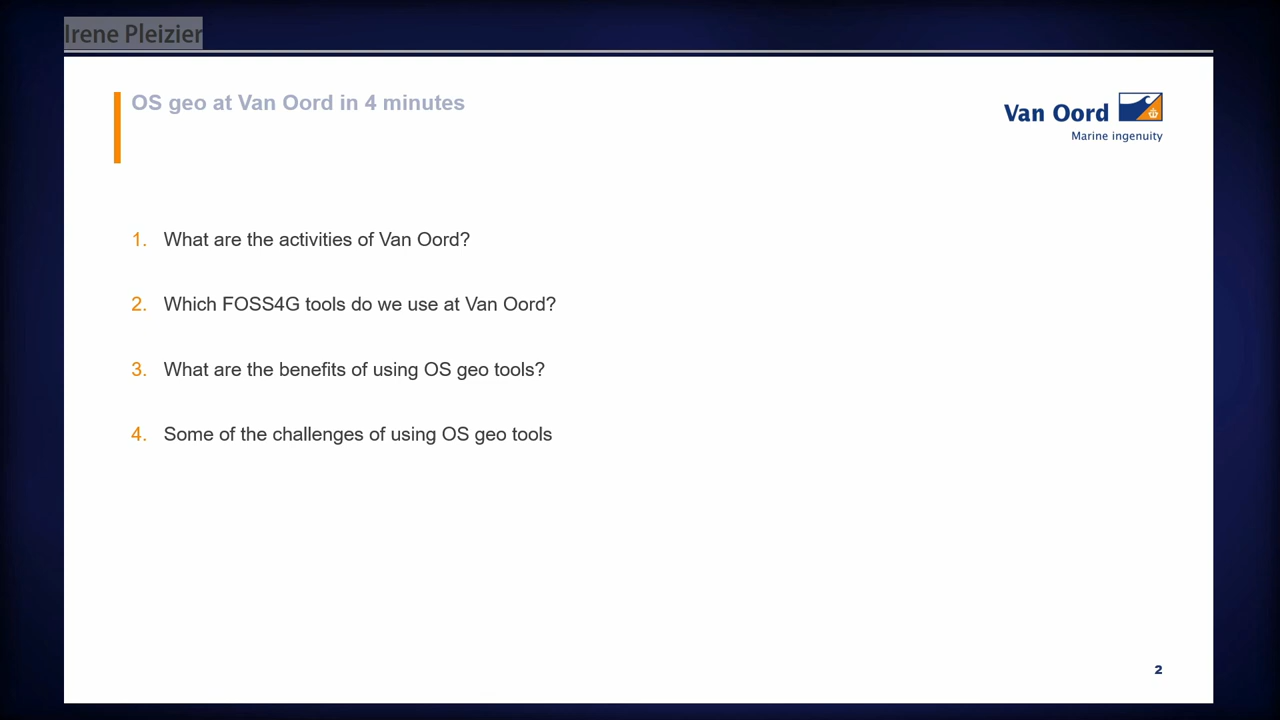 Irene Pleizier
OS geo at Van Oord in 4 minutes
Van Oord
Marine ingenuity
1. What are the activities of Van Oord?
2. Which FOSS4G tools do we use at Van Oord?
3. What are the benefits of using OS geo tools?
4. Some of the challenges of using OS geo tools
2